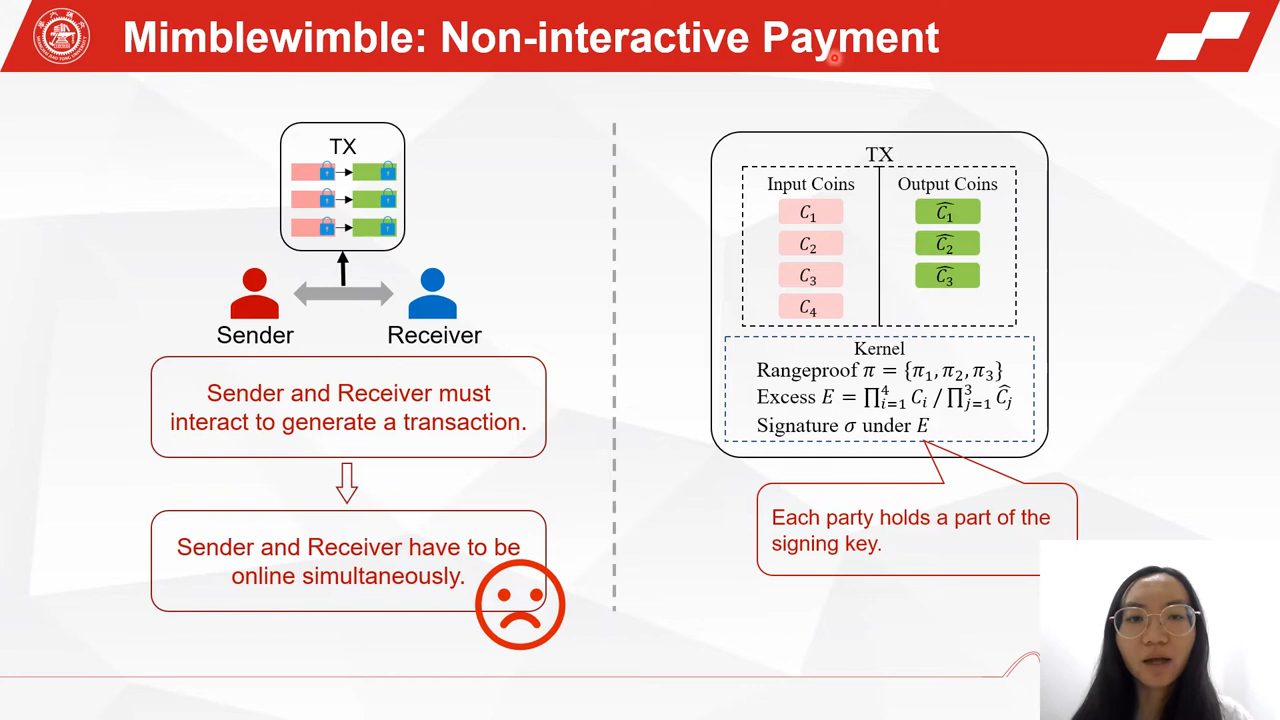 Mimblewimble: Non-interactive Payment
TX
Sender
Receiver
Sender and Receiver must
interact to generate a transaction.
Sender and Receiver have to be
online simultaneously.
TX
Input Coins
Output Coins
C₁
Ĉ₁
C₂
Ĉ₂
C₃
Ĉ₃
C₄
Kernel
Rangeproof π = {π₁, π₂, π₃}
Excess E = ∏⁴ᵢ₌₁ Cᵢ / ∏³ⱼ₌₁ Ĉⱼ
Signature σ under E
Each party holds a part of the
signing key.